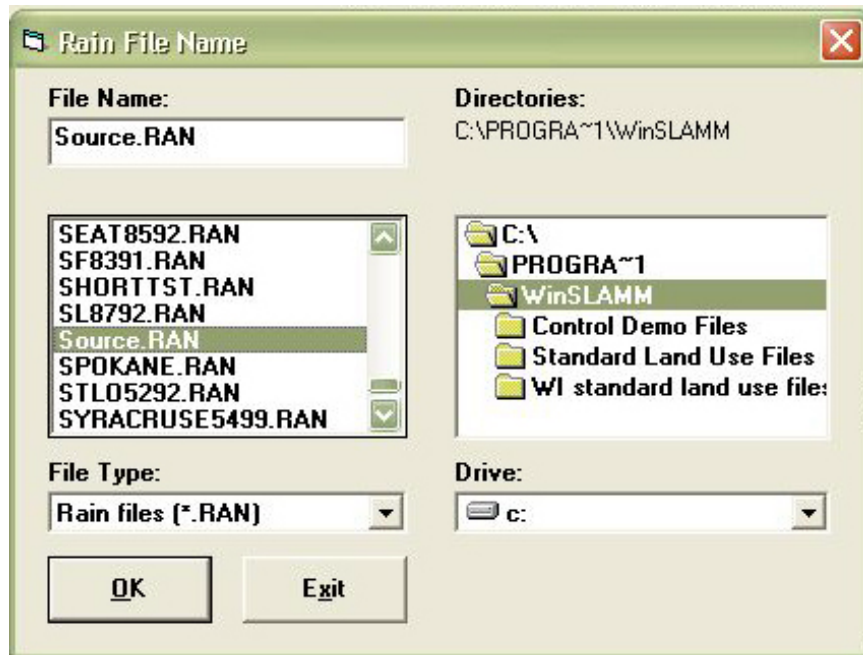 Rain File Name
File Name:
Source.RAN
SEAT8592.RAN
SF8391.RAN
SHORTTST.RAN
SL8792.RAN
Source.RAN
SPOKANE.RAN
STLO5292.RAN
SYRACRUSE5499.RAN
File Type:
Rain files (*.RAN)
OK
Exit
Directories:
C:\PROGRA~1\WinSLAMM
C:\
PROGRA~1
WinSLAMM
Control Demo Files
Standard Land Use Files
WI standard land use files
Drive:
c: